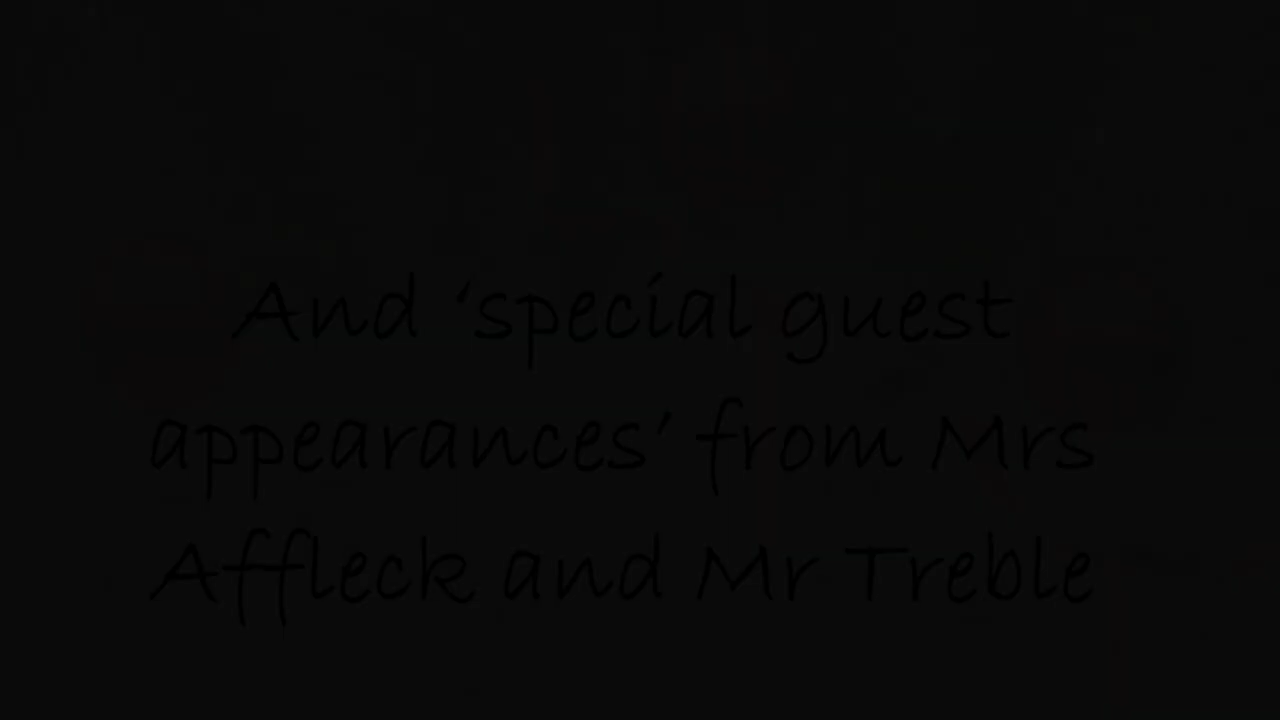 And ‘special guest
appearances’ from Mrs
Affleck and Mr Treble